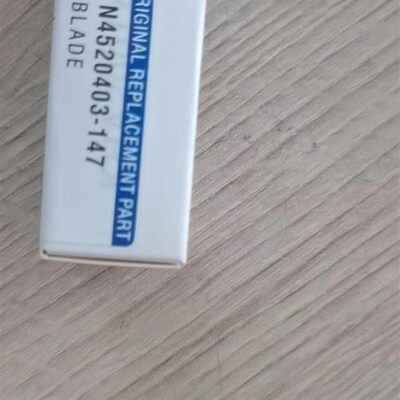 RIGINAL REPLACEMENT PART
N4520403-147
BLADE